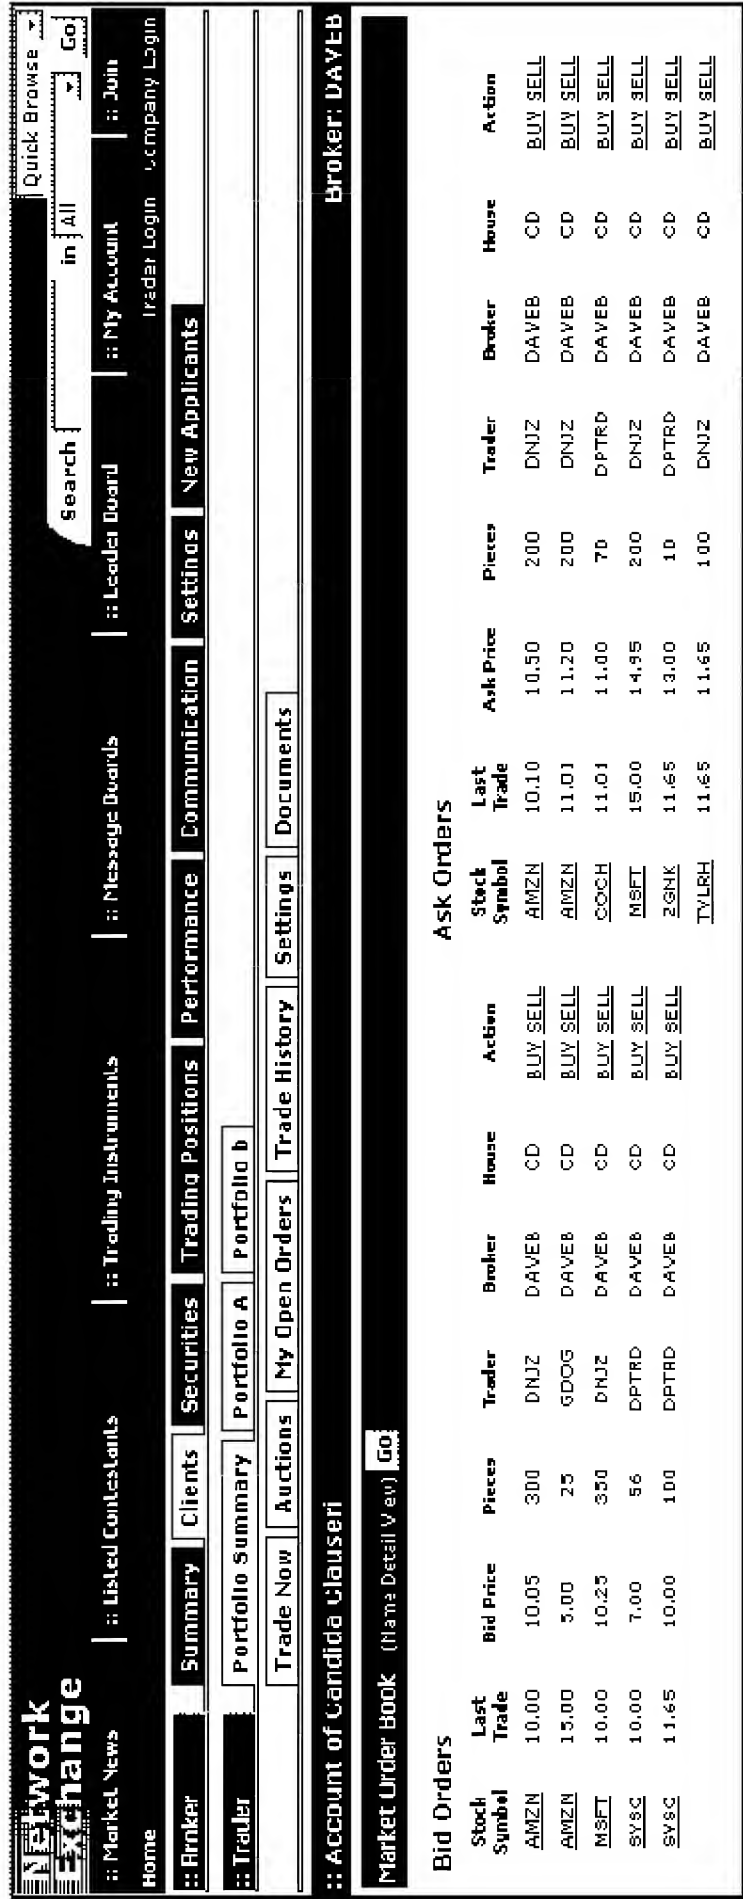 Network
Exchange
Quick Browse
Search in All Go
:: Market News :: Listed Contestants :: Trading Instruments :: Message Boards :: Leader Board :: My Account :: Join
Home Trader Login Company Login
:: Broker Summary Clients Securities Trading Positions Performance Communication Settings New Applicants
:: Trader Portfolio Summary Portfolio A Portfolio b
Trade Now Auctions My Open Orders Trade History Settings Documents
:: Account of Candida Clauseri Broker: DAVEB
Market Order Book (Name Detail View) Go
Bid Orders Ask Orders
Stock Symbol Last Trade Bid Price Pieces Trader Broker House Action Stock Symbol Last Trade Ask Price Pieces Trader Broker House Action
AMZN 10.00 10.05 300 DNJZ DAVEB CD BUY SELL AMZN 10.10 10.50 200 DNJZ DAVEB CD BUY SELL
AMZN 15.00 5.00 25 GDOG DAVEB CD BUY SELL AMZN 11.01 11.20 200 DNJZ DAVEB CD BUY SELL
MSFT 10.00 10.25 350 DNJZ DAVEB CD BUY SELL COCH 11.01 11.00 70 DPTRD DAVEB CD BUY SELL
SYSC 10.00 7.00 56 DPTRD DAVEB CD BUY SELL MSFT 15.00 14.95 200 DNJZ DAVEB CD BUY SELL
SYSC 11.65 10.00 100 DPTRD DAVEB CD BUY SELL ZGNK 11.65 13.00 10 DPTRD DAVEB CD BUY SELL
TYLRH 11.65 11.65 100 DNJZ DAVEB CD BUY SELL